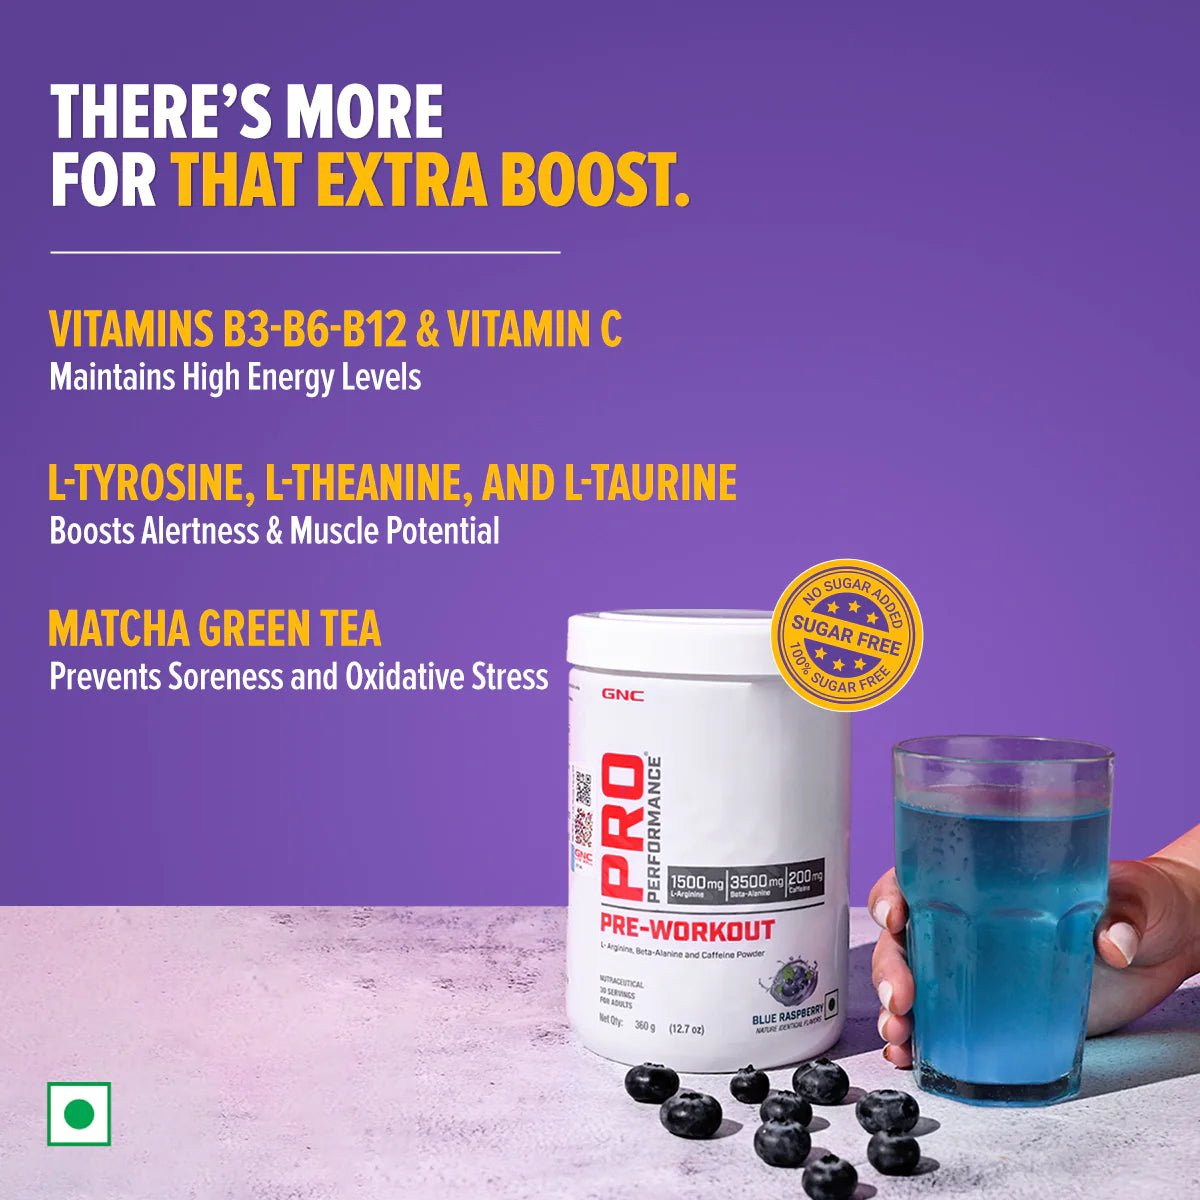 THERE'S MORE
FOR THAT EXTRA BOOST.
VITAMINS B3-B6-B12 & VITAMIN C
Maintains High Energy Levels
L-TYROSINE, L-THEANINE, AND L-TAURINE
Boosts Alertness & Muscle Potential
MATCHA GREEN TEA
Prevents Soreness and Oxidative Stress
NO SUGAR ADDED
SUGAR FREE
100% SUGAR FREE
GNC
PRO
PERFORMANCE
1500mg 3500mg 200mg
L-Arginine Beta-Alanine Caffeine
PRE-WORKOUT
L-Arginine, Beta-Alanine and Caffeine Powder
NUTRACEUTICAL
30 SERVINGS
FOR ADULTS
Net Qty: 360 g (12.7 oz)
BLUE RASPBERRY
NATURE IDENTICAL FLAVORS
GNC